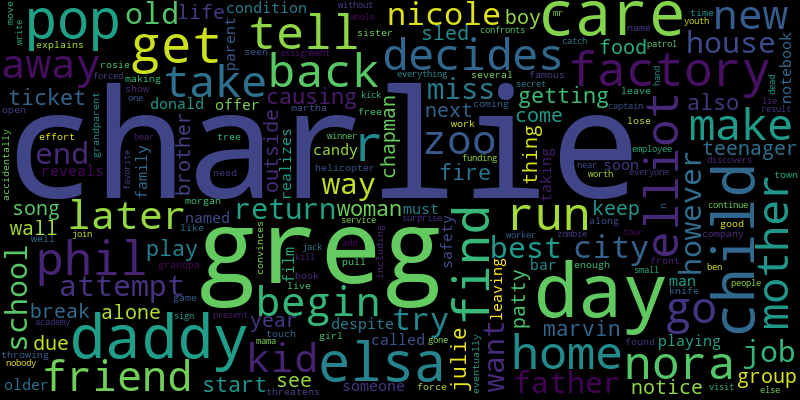 pop old life condition nicole boy sled care new
explains tell parent without whole mr name youth patrol
move write get seen sister confronts time house notebook
away rosie assignment back decides food factory
ticket making show famous catch
forced one take donald offer causing everything several miss getting also
open grandparent martha kick secret leave hand dead lie
charlie
effort bear tree free winner candy chapman r next zoo coming captain make
end brother outside work come thing elliot result
accidentally favorite family need realizes helicopter funding fire employee lose teenager
reveals morgan way near soon worth everyone discovers
song named like return woman must taking run keep town
wall later surprise safety best city however child mother
well join convinces service along tour
school phil play greg film including find worker zombie bar front continue
grandpa jack add kill book pull enough good company
attempt begin patty day small man ben people
academy game live try knife go
break alone year despite want leaving marvin
due daddy sign touch called julie home nora job
throwing present girl gone mama playing found visit
nobody friend kid elsa eventually father notice group
older start see threatens someone force else